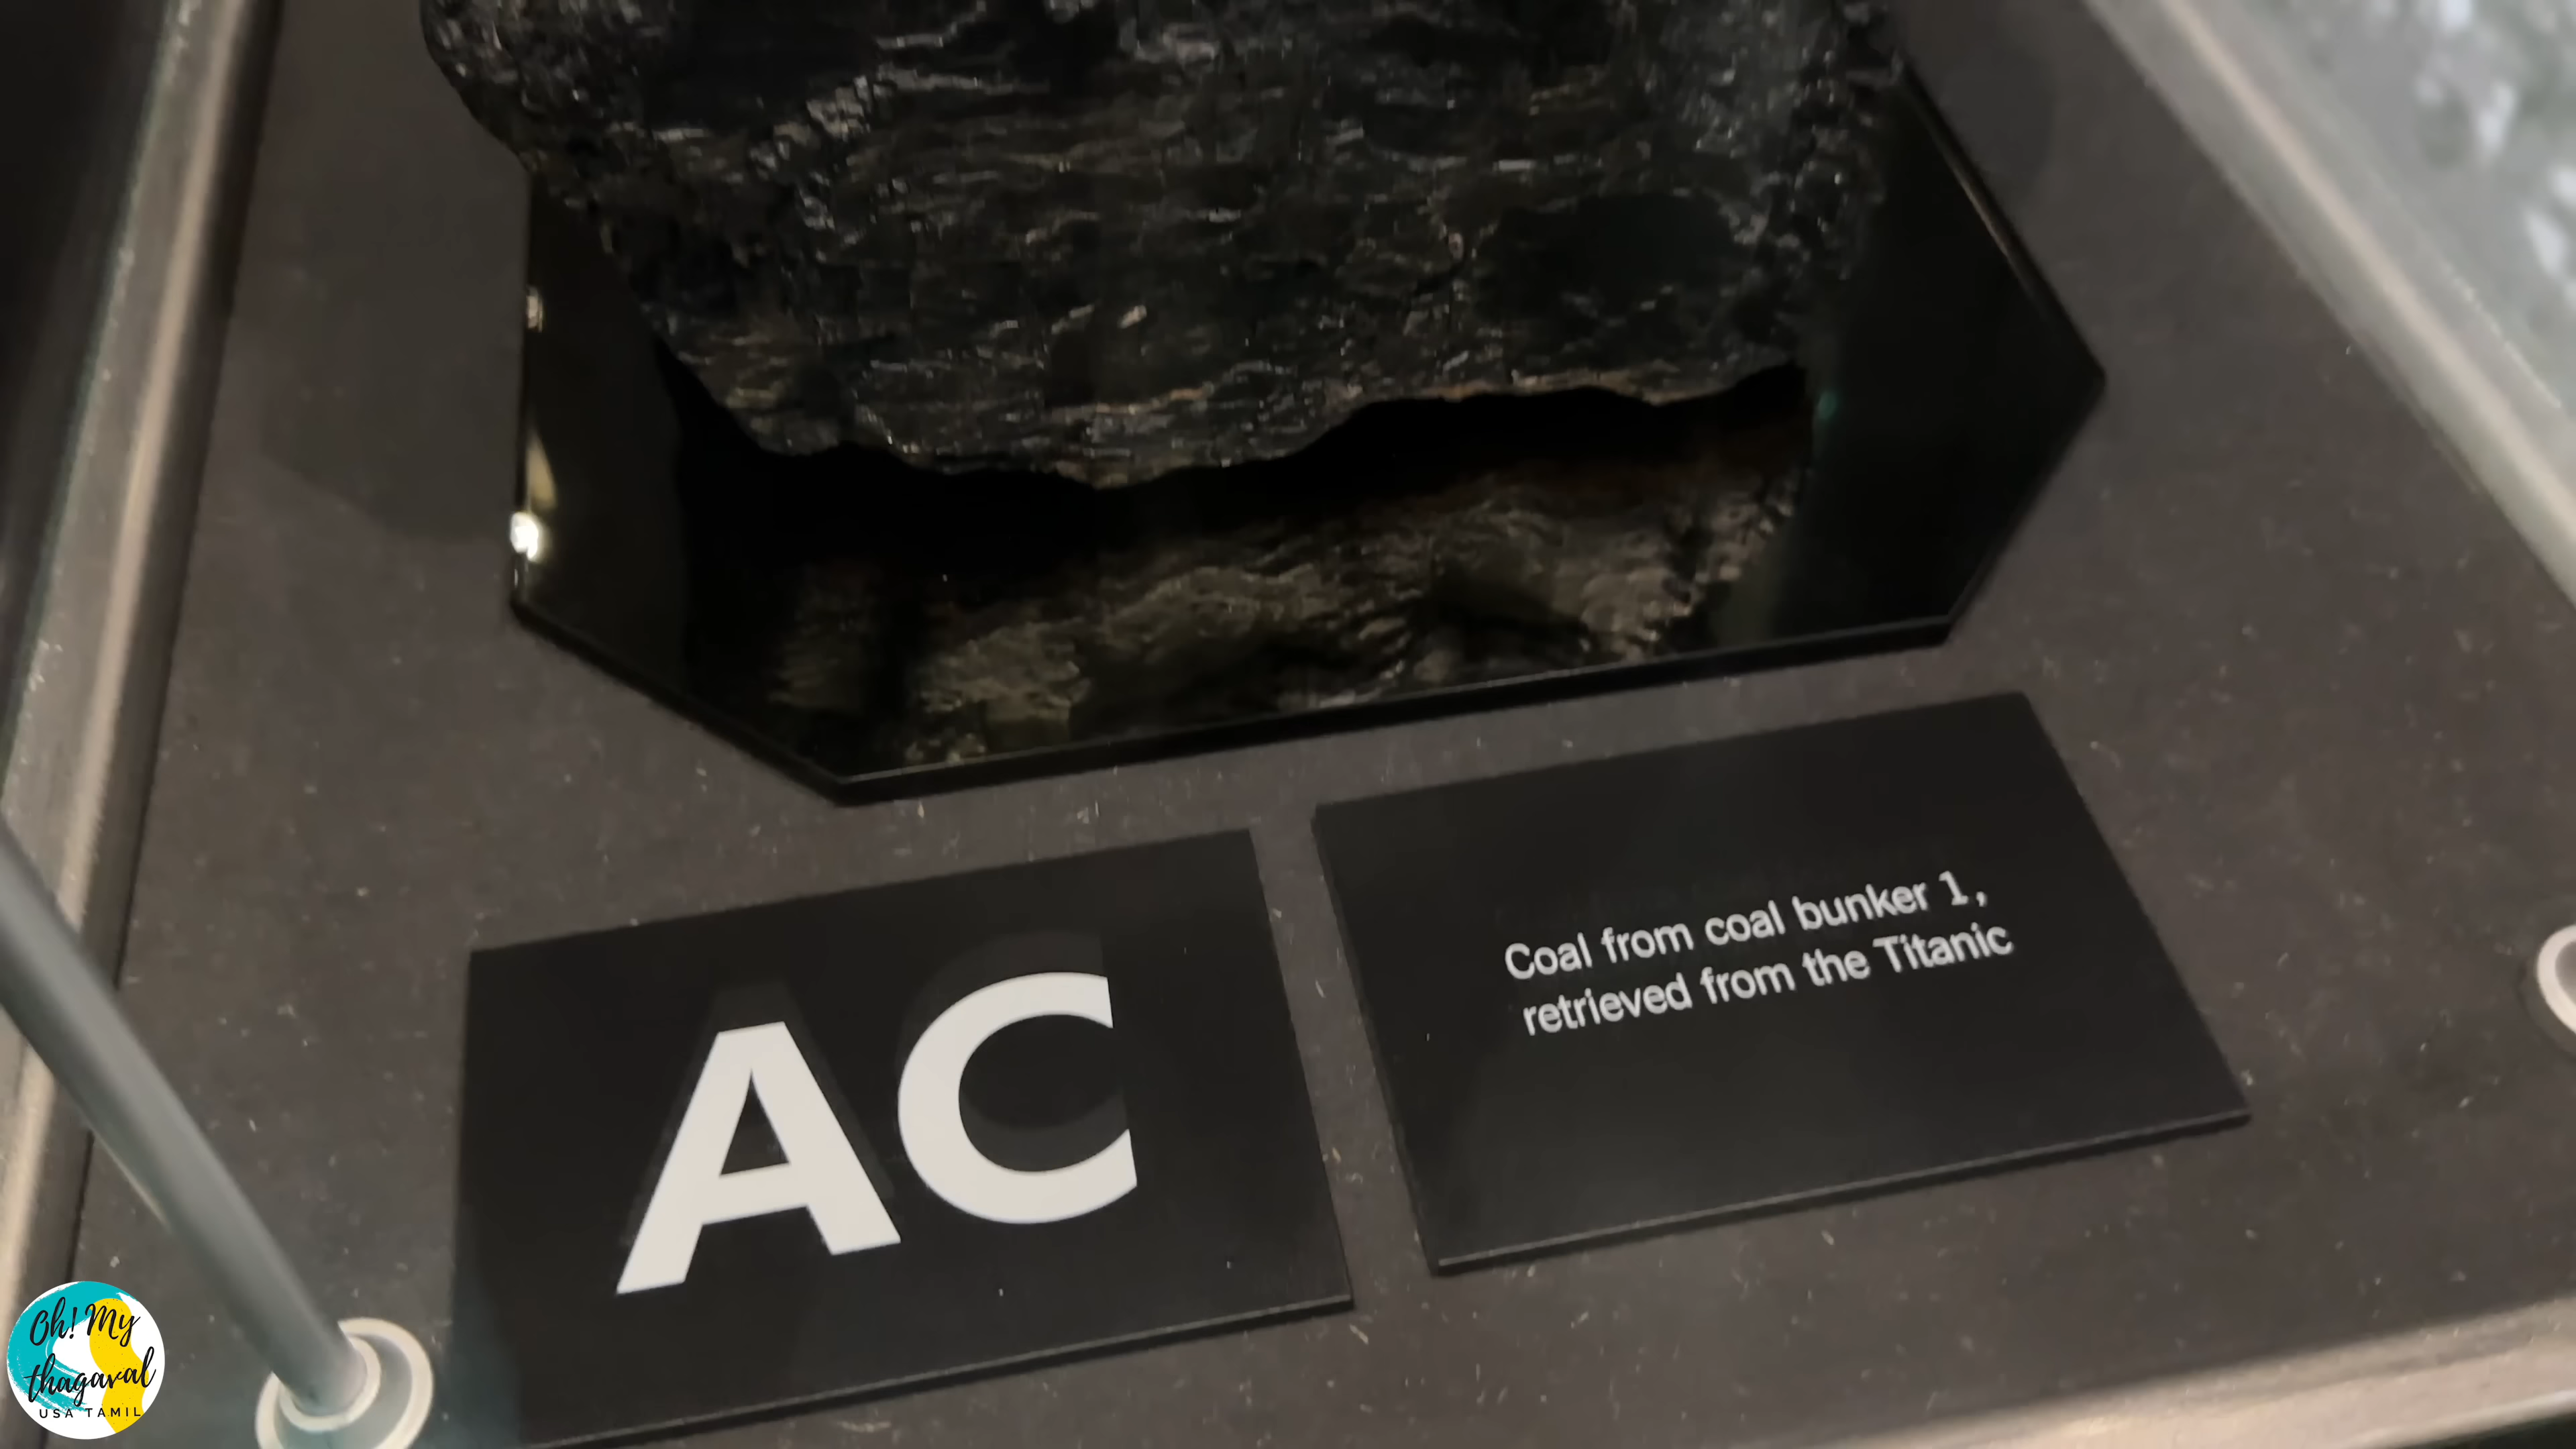 AC
Coal from coal bunker 1,
retrieved from the Titanic
Oh! My
thagaval
USA TAMIL